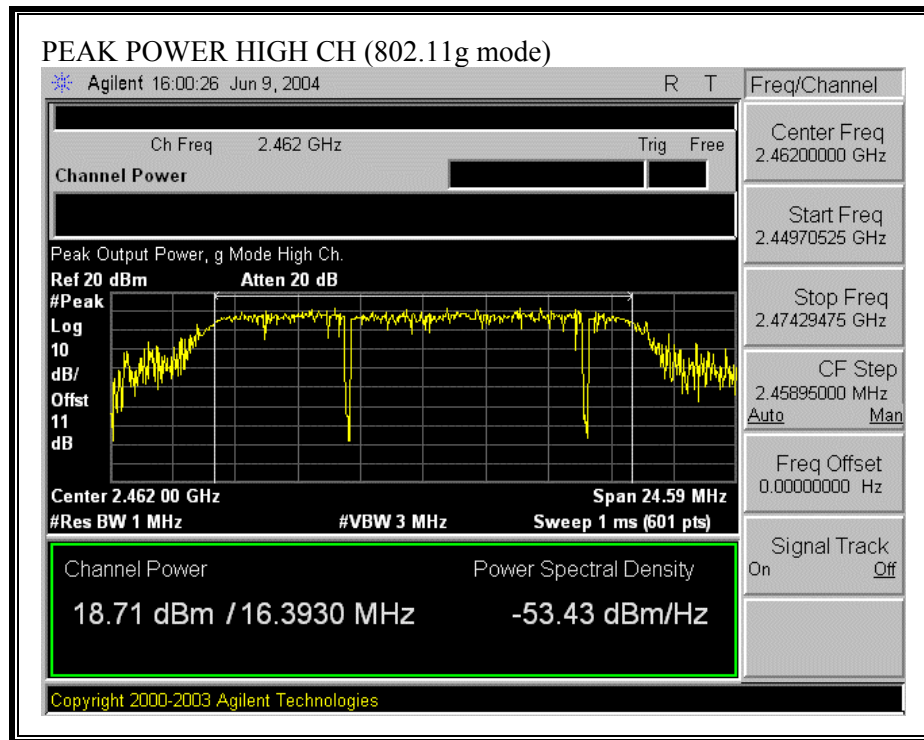 PEAK POWER HIGH CH (802.11g mode)
Agilent 16:00:26 Jun 9, 2004 R T
Freq/Channel
Ch Freq 2.462 GHz Trig Free
Channel Power
Center Freq
2.46200000 GHz
Start Freq
2.44970525 GHz
Stop Freq
2.47429475 GHz
CF Step
2.45895000 MHz
Auto Man
Freq Offset
0.00000000 Hz
Signal Track
On Off
Peak Output Power, g Mode High Ch.
Ref 20 dBm Atten 20 dB
#Peak
Log
10
dB/
Offst
11
dB
Center 2.462 00 GHz Span 24.59 MHz
#Res BW 1 MHz #VBW 3 MHz Sweep 1 ms (601 pts)
Channel Power Power Spectral Density
18.71 dBm / 16.3930 MHz -53.43 dBm/Hz
Copyright 2000-2003 Agilent Technologies